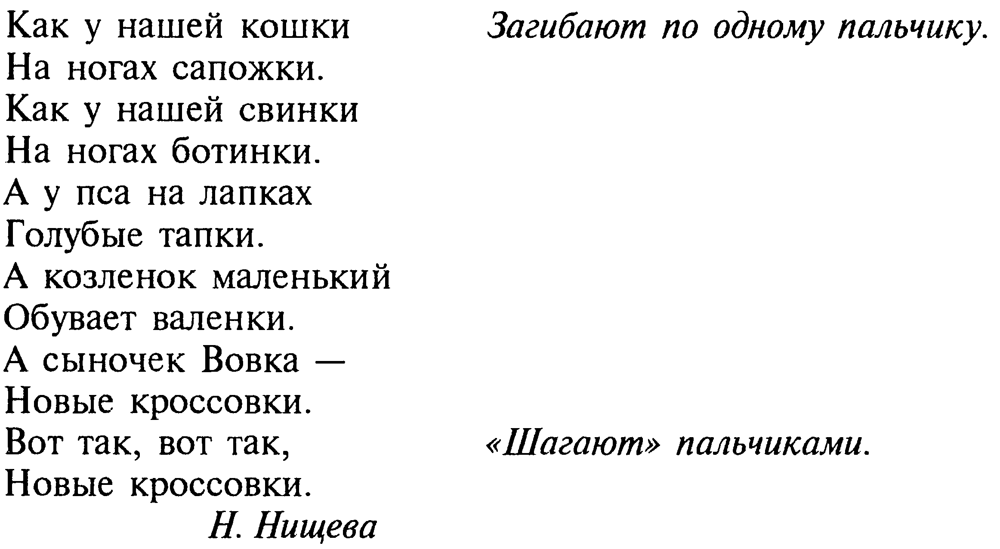 Как у нашей кошки Загибают по одному пальчику.
На ногах сапожки.
Как у нашей свинки
На ногах ботинки.
А у пса на лапках
Голубые тапки.
А козленок маленький
Обувает валенки.
А сыночек Вовка —
Новые кроссовки.
Вот так, вот так, «Шагают» пальчиками.
Новые кроссовки.
Н. Нищева